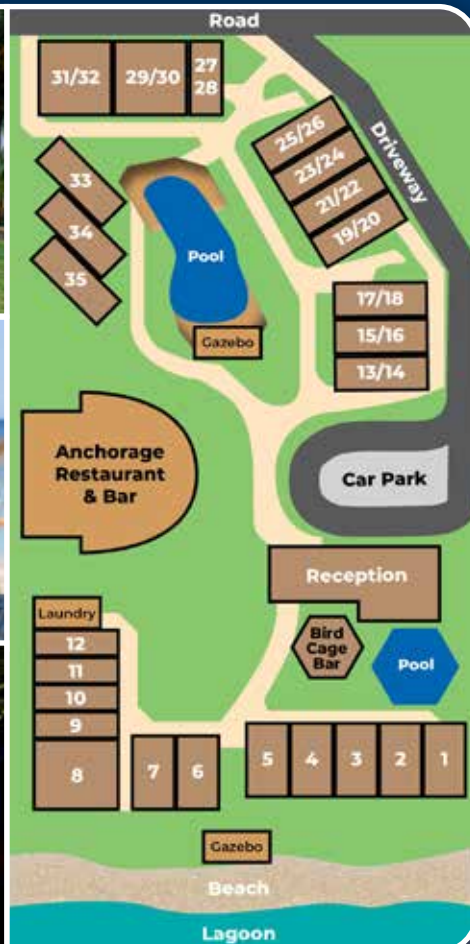 Road
31/32
29/30
27
28
25/26
23/24
21/22
19/20
Driveway
33
34
35
Pool
Gazebo
17/18
15/16
13/14
Anchorage
Restaurant
& Bar
Car Park
Reception
Laundry
12
11
10
9
8
Bird
Cage
Bar
Pool
7
6
5
4
3
2
1
Gazebo
Beach
Lagoon